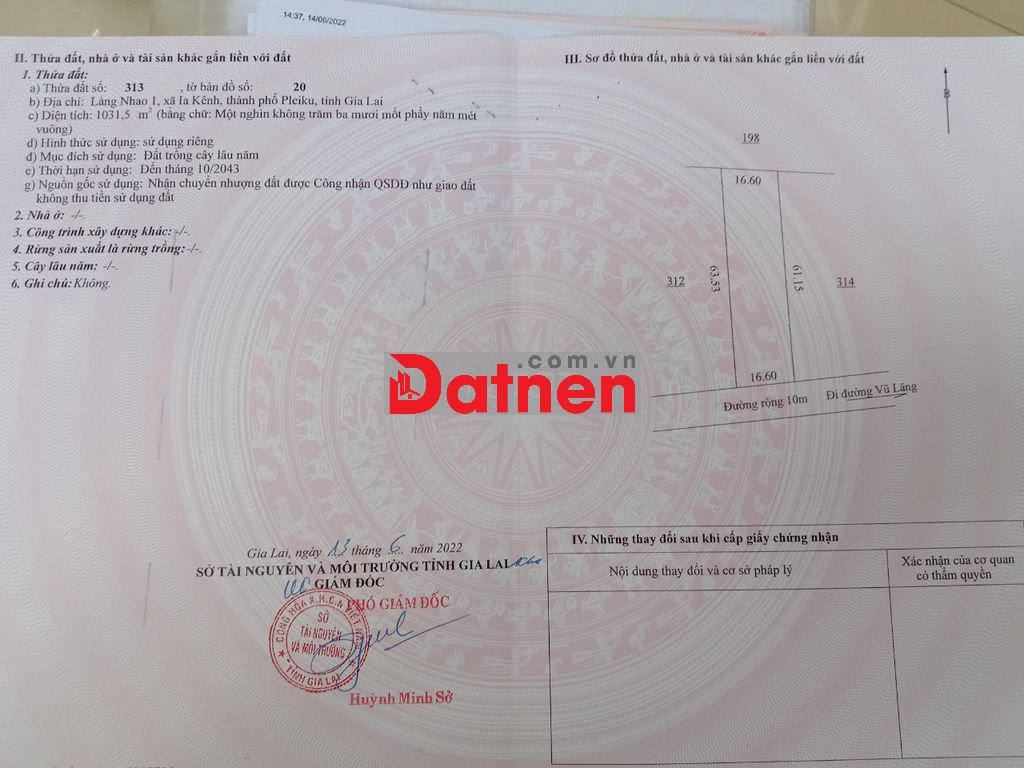 14:37, 14/06/2022
II. Thửa đất, nhà ở và tài sản khác gắn liền với đất
1. Thửa đất:
a) Thửa đất số: 313 , tờ bản đồ số: 20
b) Địa chỉ: Làng Nhao 1, xã Ia Kênh, thành phố Pleiku, tỉnh Gia Lai
c) Diện tích: 1031,5 m² (bằng chữ: Một nghìn không trăm ba mươi mốt phẩy năm mét
vuông)
d) Hình thức sử dụng: sử dụng riêng
đ) Mục đích sử dụng: Đất trồng cây lâu năm
e) Thời hạn sử dụng: Đến tháng 10/2043
g) Nguồn gốc sử dụng: Nhận chuyển nhượng đất được Công nhận QSDĐ như giao đất
không thu tiền sử dụng đất
2. Nhà ở: -/-.
3. Công trình xây dựng khác: -/-.
4. Rừng sản xuất là rừng trồng: -/-.
5. Cây lâu năm: -/-.
6. Ghi chú: Không.
Gia Lai, ngày 13 tháng 6 năm 2022
SỞ TÀI NGUYÊN VÀ MÔI TRƯỜNG TỈNH GIA LAI
GIÁM ĐỐC
PHÓ GIÁM ĐỐC
CỘNG HÒA X.H.C.N VIỆT NAM
SỞ
TÀI NGUYÊN
VÀ MÔI TRƯỜNG
TỈNH GIA LAI
Huỳnh Minh Sở
III. Sơ đồ thửa đất, nhà ở và tài sản khác gắn liền với đất
B
198
16.60
312
63.53
61.15
314
16.60
Đường rộng 10m Đi đường Vũ Lăng
IV. Những thay đổi sau khi cấp giấy chứng nhận
Nội dung thay đổi và cơ sở pháp lý
Xác nhận của cơ quan
có thẩm quyền
.com.vn
Datnen